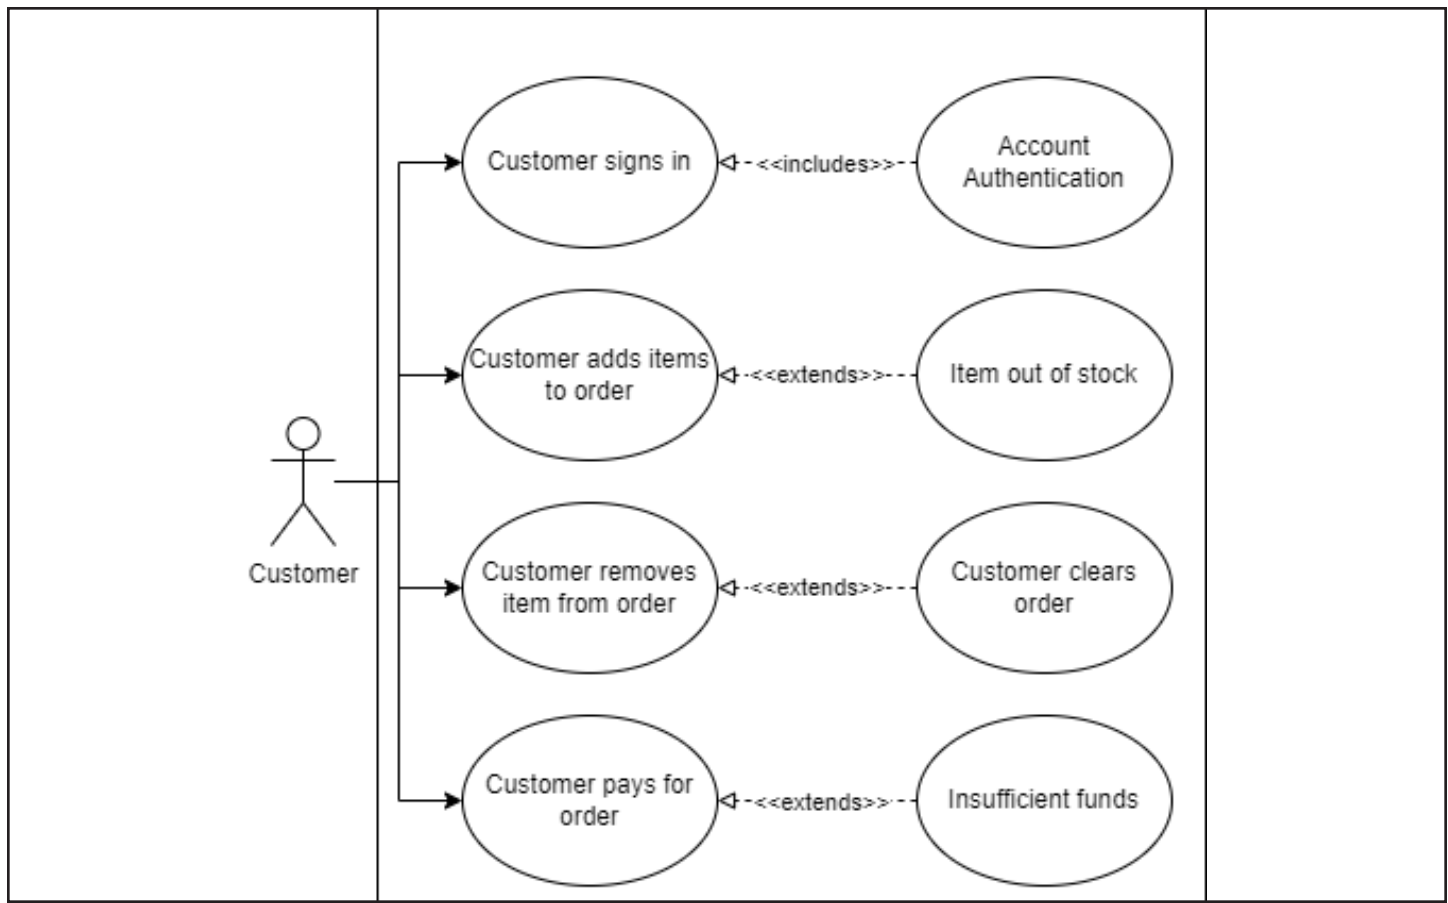 Customer signs in
<<includes>>
Account
Authentication
Customer adds items
to order
<<extends>>
Item out of stock
Customer
Customer removes
item from order
<<extends>>
Customer clears
order
Customer pays for
order
<<extends>>
Insufficient funds